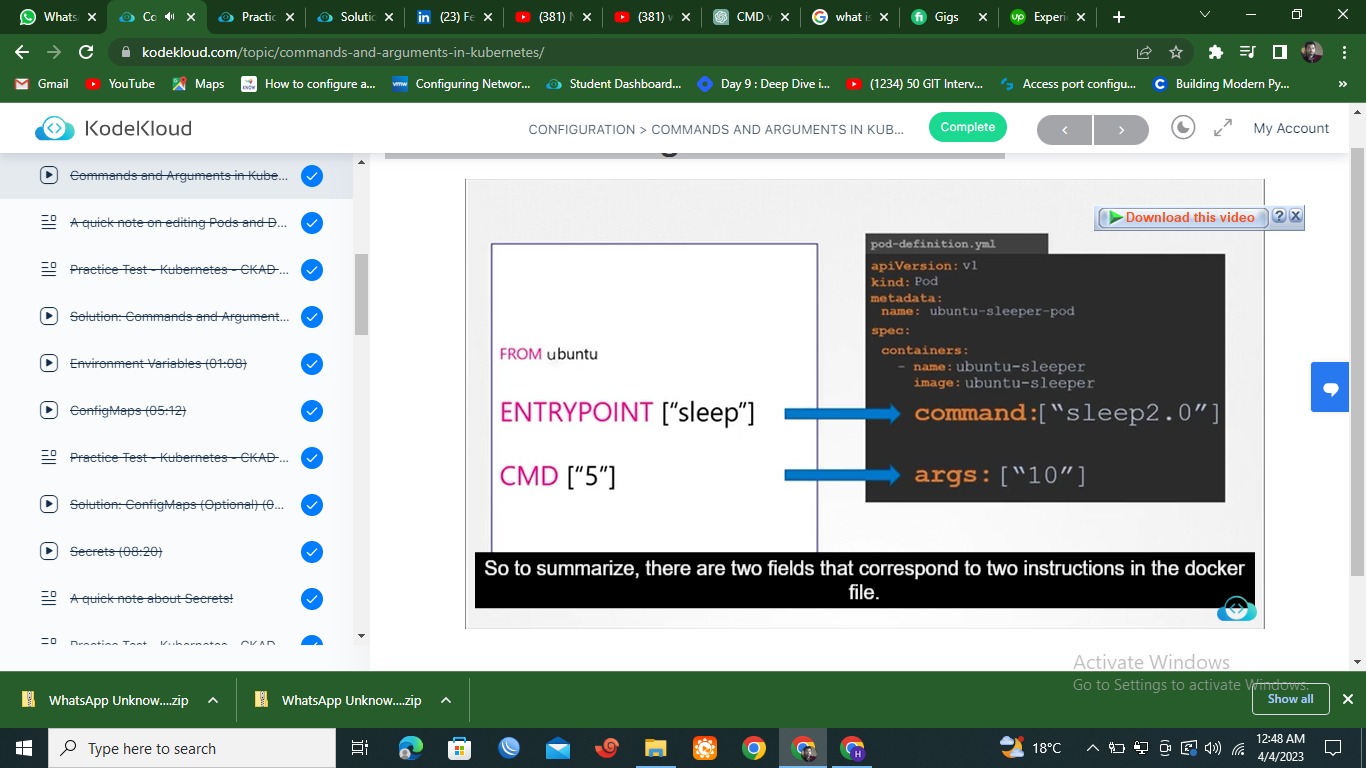 Whats
Co
Practic
Solutio
(23) Fe
(381) N
(381) w
CMD v
what is
Gigs
Experi
kodekloud.com/topic/commands-and-arguments-in-kubernetes/
Gmail
YouTube
Maps
How to configure a...
Configuring Networ...
Student Dashboard...
Day 9 : Deep Dive i...
(1234) 50 GIT Interv...
Access port configu...
Building Modern Py...
»
KodeKloud
CONFIGURATION > COMMANDS AND ARGUMENTS IN KUB...
Complete
My Account
Commands and Arguments in Kube...
A quick note on editing Pods and D...
Practice Test - Kubernetes - CKAD ...
Solution: Commands and Argument...
Environment Variables (01:08)
ConfigMaps (05:12)
Practice Test - Kubernetes - CKAD ...
Solution: ConfigMaps (Optional) (0...
Secrets (08:20)
A quick note about Secrets!
Practice Test - Kubernetes - CKAD
Download this video
FROM ubuntu
ENTRYPOINT ["sleep"]
CMD ["5"]
pod-definition.yml
apiVersion: v1
kind: Pod
metadata:
name: ubuntu-sleeper-pod
spec:
containers:
- name: ubuntu-sleeper
image: ubuntu-sleeper
command:["sleep2.0"]
args: ["10"]
So to summarize, there are two fields that correspond to two instructions in the docker
file.
Activate Windows
Go to Settings to activate Windows.
WhatsApp Unknow....zip
WhatsApp Unknow....zip
Show all
Type here to search
18°C
12:48 AM
4/4/2023